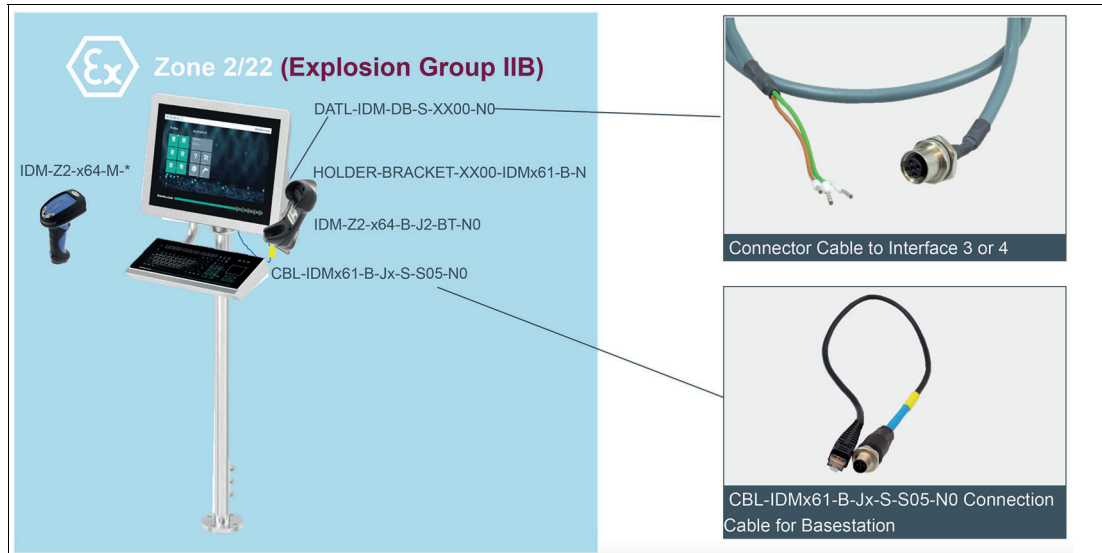 Ex Zone 2/22 (Explosion Group IIB)
DATL-IDM-DB-S-XX00-N0
IDM-Z2-x64-M-*
HOLDER-BRACKET-XX00-IDMx61-B-N
IDM-Z2-x64-B-J2-BT-N0
CBL-IDMx61-B-Jx-S-S05-N0
Connector Cable to Interface 3 or 4
CBL-IDMx61-B-Jx-S-S05-N0 Connection
Cable for Basestation